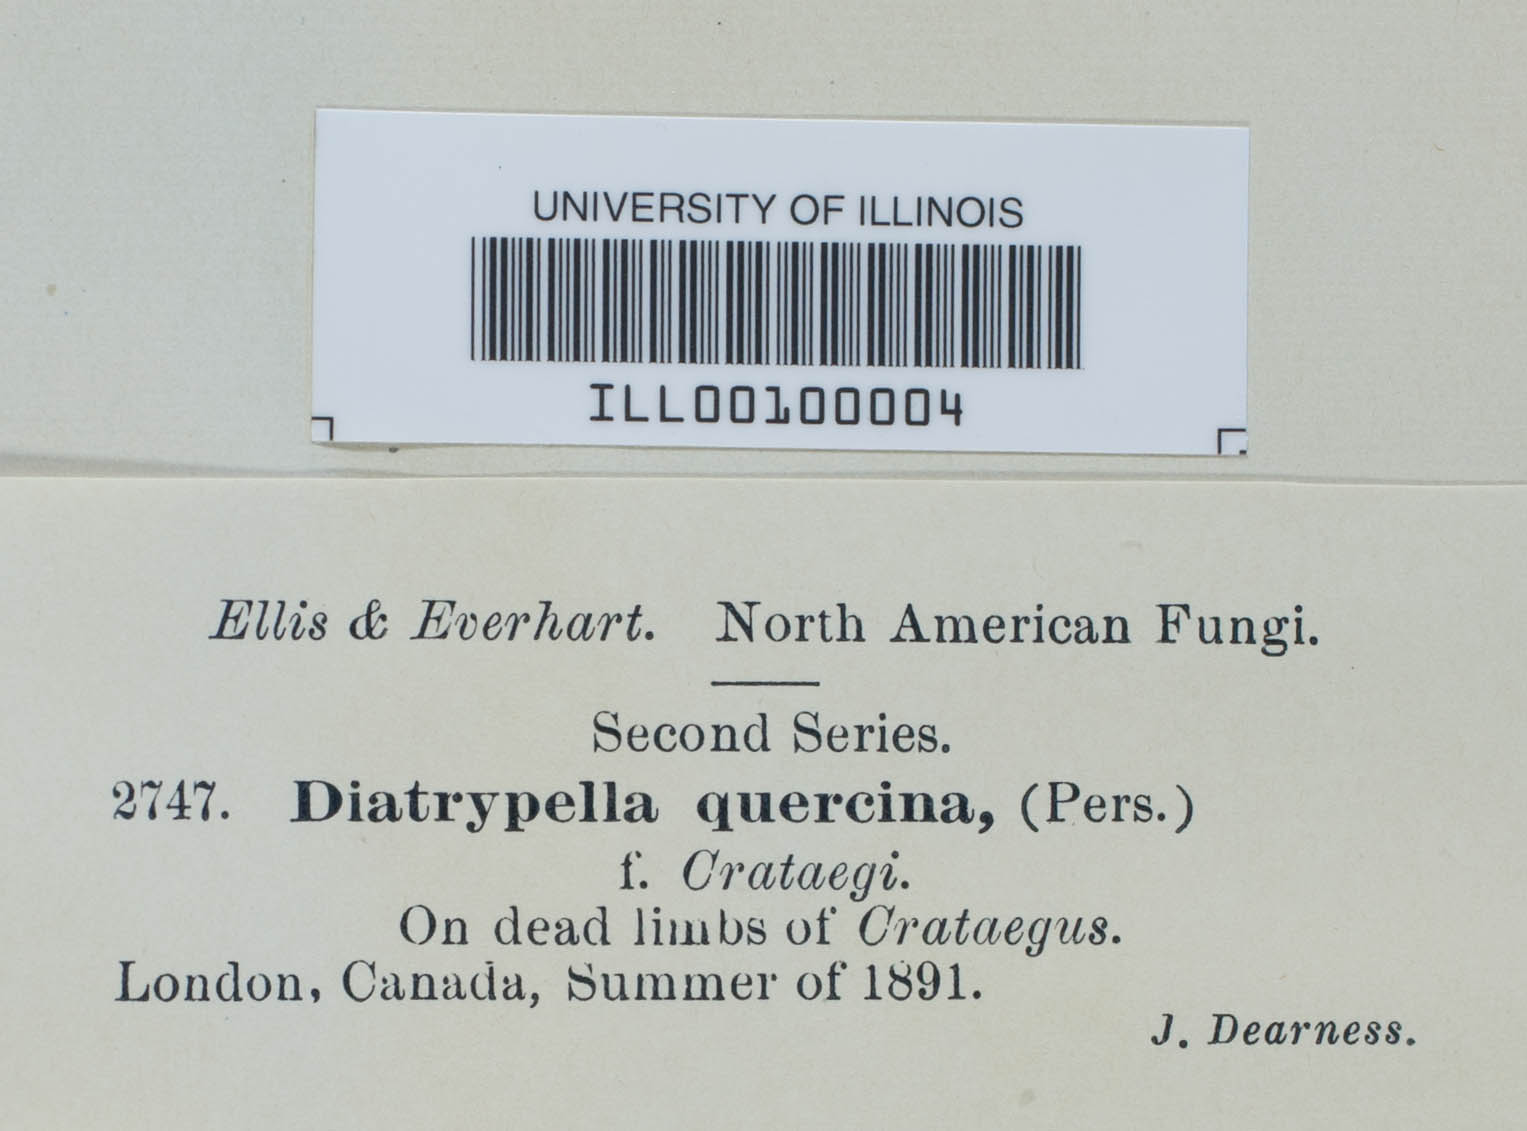 UNIVERSITY OF ILLINOIS
ILL00100004
Ellis & Everhart. North American Fungi.
Second Series.
2747. Diatrypella quercina, (Pers.)
f. Crataegi.
On dead limbs of Crataegus.
London, Canada, Summer of 1891.
J. Dearness.